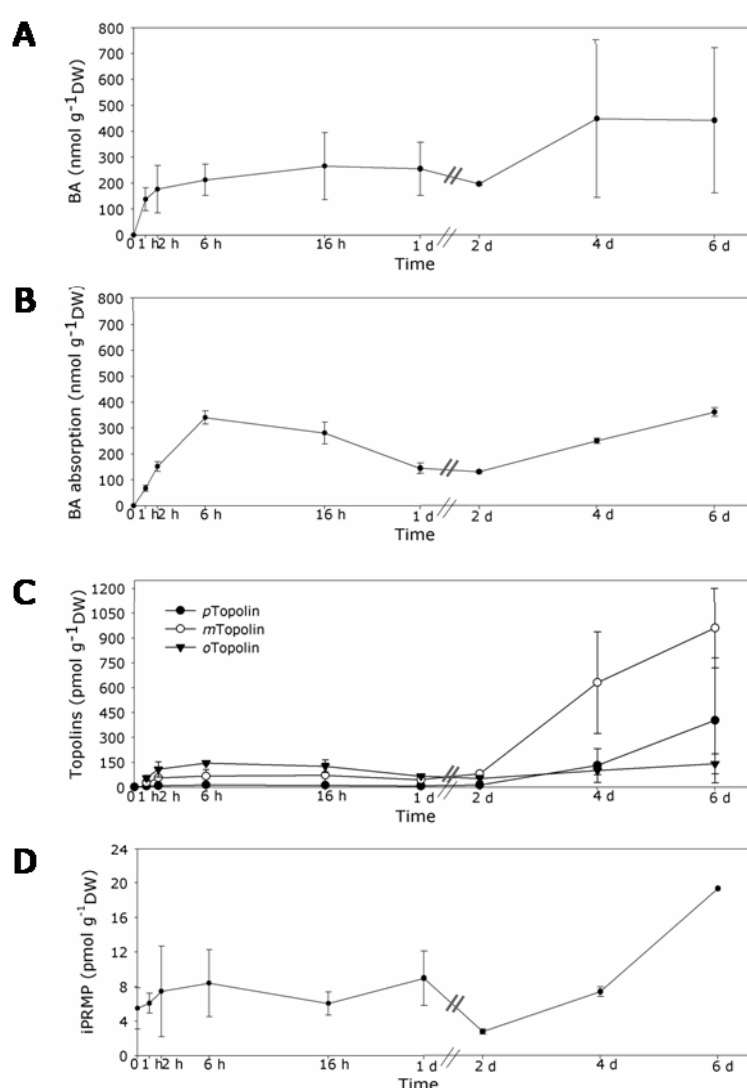 A
BA (nmol g⁻¹DW)
800
700
600
500
400
300
200
100
0
0 1 h 2 h 6 h 16 h 1 d 2 d 4 d 6 d
Time
B
BA absorption (nmol g⁻¹DW)
800
700
600
500
400
300
200
100
0
0 1 h 2 h 6 h 16 h 1 d 2 d 4 d 6 d
Time
C
Topolins (pmol g⁻¹DW)
1200
1050
900
750
600
450
300
150
0
pTopolin
mTopolin
oTopolin
0 1 h 2 h 6 h 16 h 1 d 2 d 4 d 6 d
Time
D
iPRMP (pmol g⁻¹DW)
24
20
16
12
8
4
0
0 1 h 2 h 6 h 16 h 1 d 2 d 4 d 6 d
Time